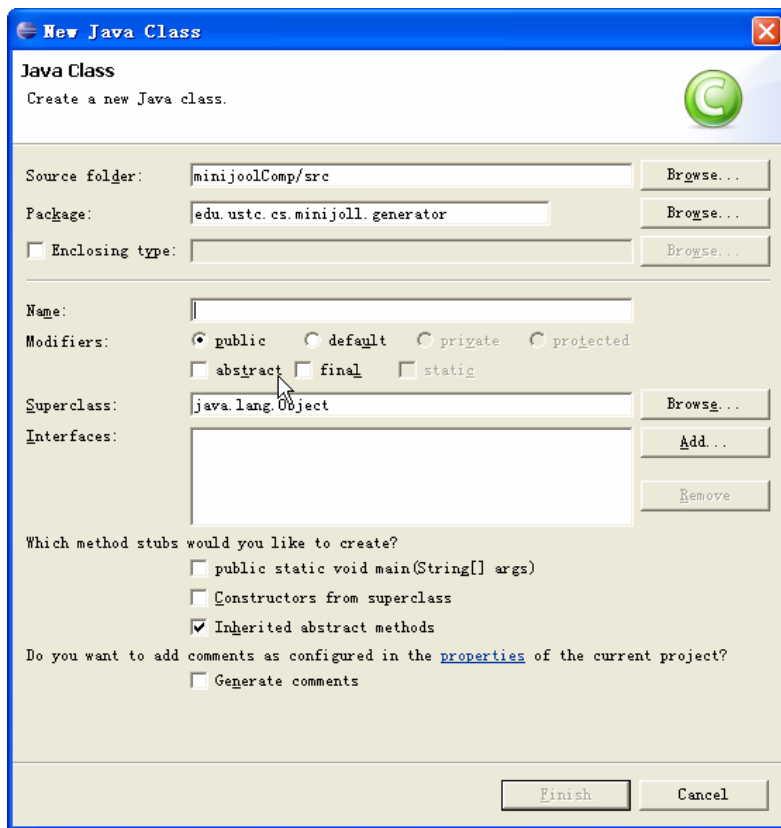 New Java Class
Java Class
Create a new Java class.
C
Source folder: minijoolComp/src Browse...
Package: edu.ustc.cs.minijoll.generator Browse...
Enclosing type: Browse...
Name:
Modifiers: public default private protected
abstract final static
Superclass: java.lang.Object Browse...
Interfaces: Add...
Remove
Which method stubs would you like to create?
public static void main(String[] args)
Constructors from superclass
Inherited abstract methods
Do you want to add comments as configured in the properties of the current project?
Generate comments
Finish Cancel